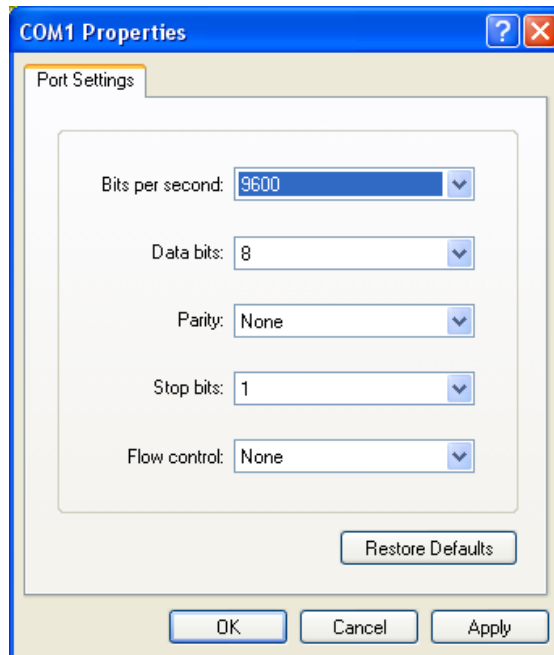 COM1 Properties
Port Settings
Bits per second: 9600
Data bits: 8
Parity: None
Stop bits: 1
Flow control: None
Restore Defaults
OK Cancel Apply